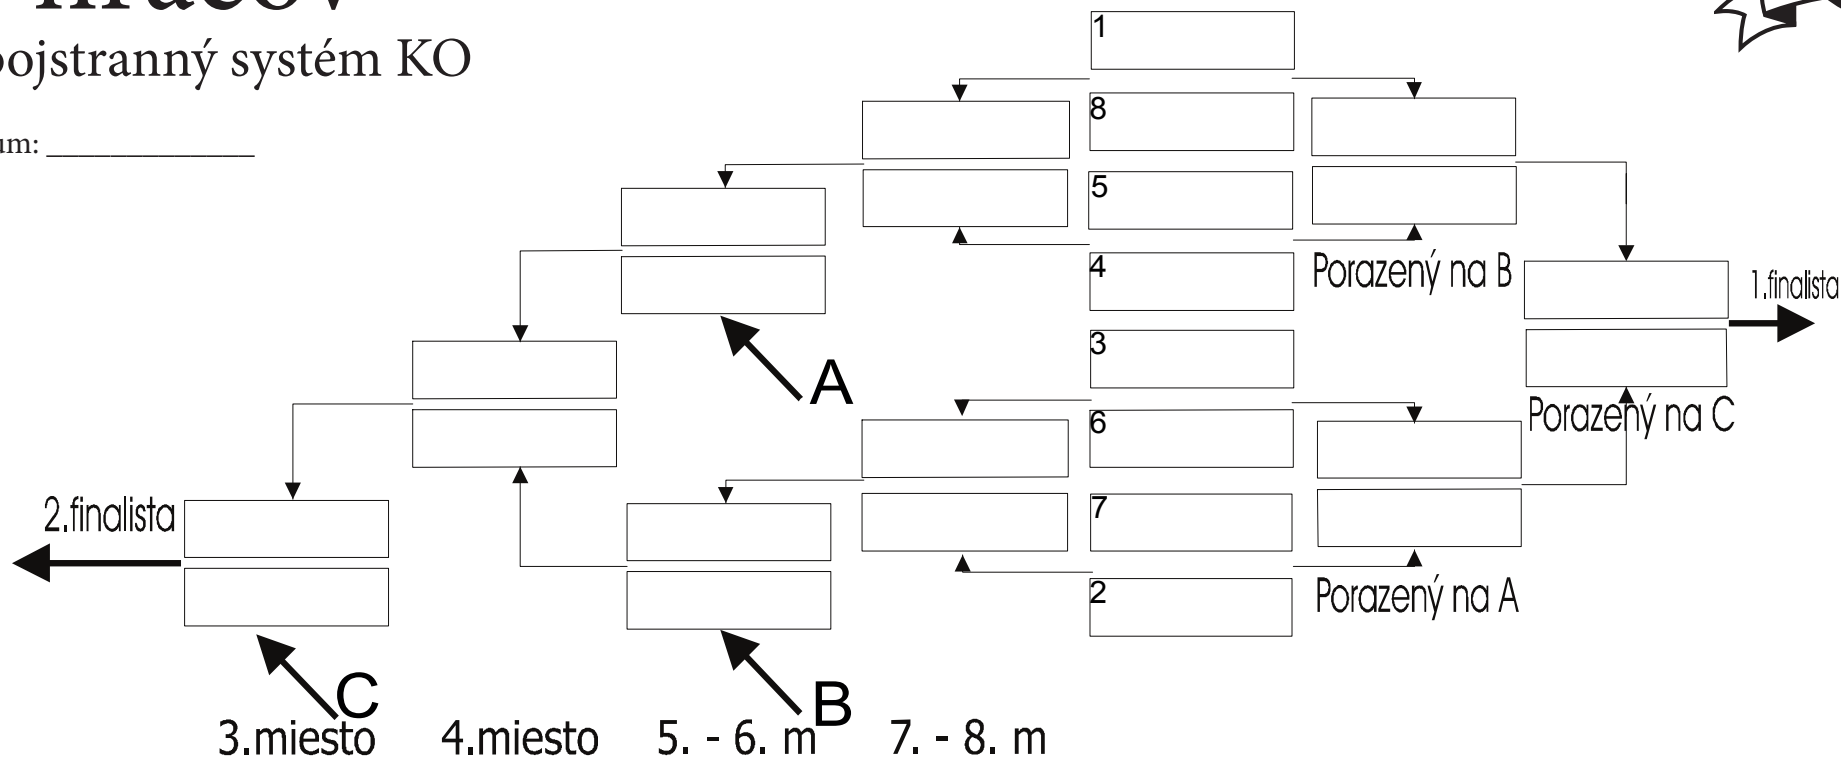 ojstranný systém KO
um: ______________
1
8
5
4
Porazený na B
1.finalista
3
A
6
Porazený na C
2.finalista
7
2
Porazený na A
C
B
3.miesto 4.miesto 5. - 6. m 7. - 8. m